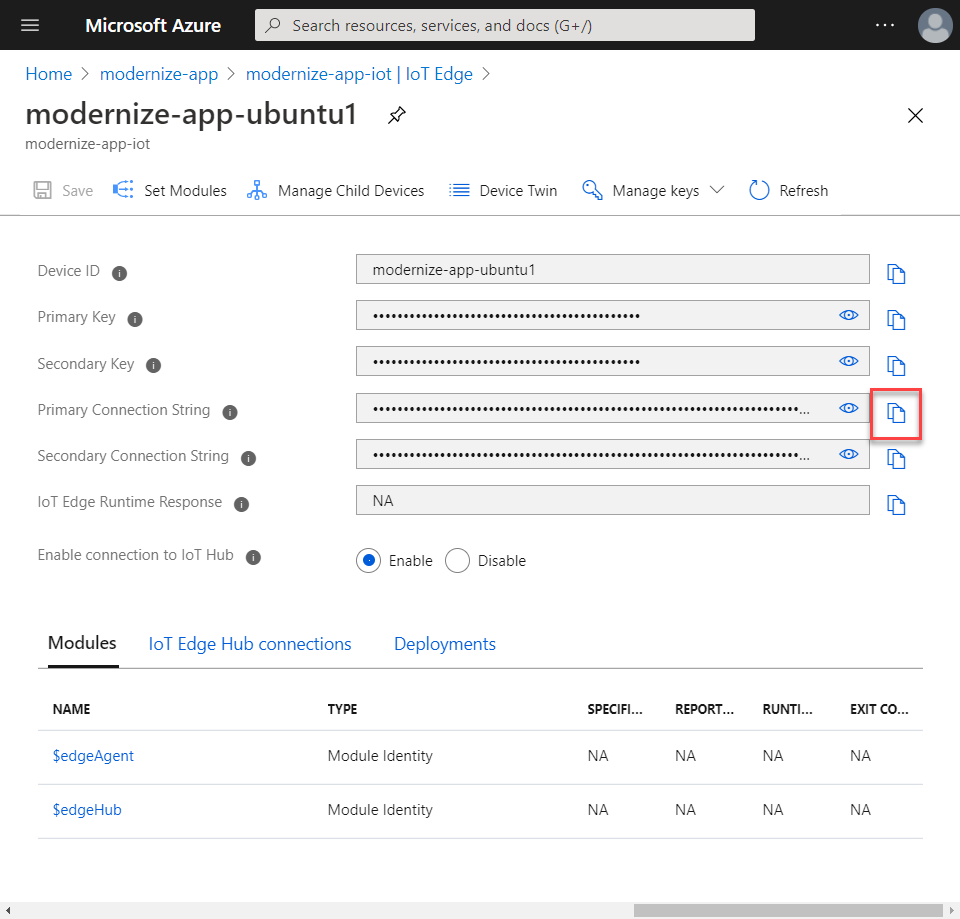 Microsoft Azure Search resources, services, and docs (G+/) ...
Home > modernize-app > modernize-app-iot | IoT Edge >
modernize-app-ubuntu1
modernize-app-iot
Save Set Modules Manage Child Devices Device Twin Manage keys Refresh
Device ID modernize-app-ubuntu1
Primary Key
Secondary Key
Primary Connection String ...
Secondary Connection String ...
IoT Edge Runtime Response NA
Enable connection to IoT Hub Enable Disable
Modules IoT Edge Hub connections Deployments
NAME TYPE SPECIFI... REPORT... RUNTI... EXIT CO...
$edgeAgent Module Identity NA NA NA NA
$edgeHub Module Identity NA NA NA NA